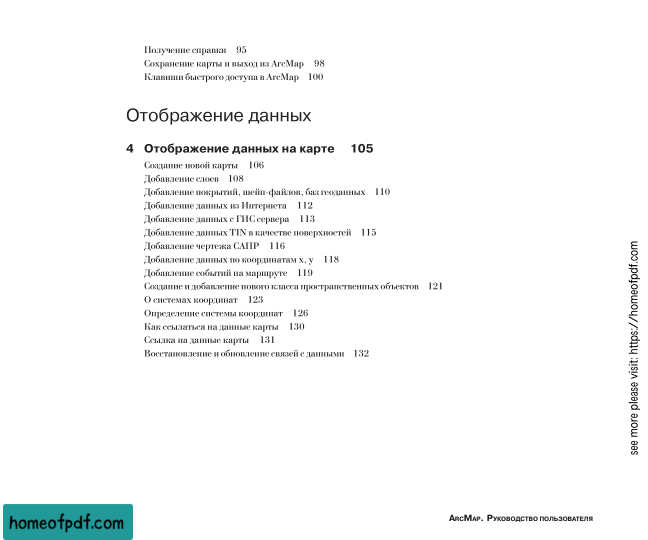 Получение справки 95
Сохранение карты и выход из ArcMap 98
Клавиши быстрого доступа в ArcMap 100
Отображение данных
4 Отображение данных на карте 105
Создание новой карты 106
Добавление слоев 108
Добавление покрытий, шейп-файлов, баз геоданных 110
Добавление данных из Интернета 112
Добавление данных с ГИС сервера 113
Добавление данных TIN в качестве поверхностей 115
Добавление чертежа САПР 116
Добавление данных по координатам x, y 118
Добавление событий на маршруте 119
Создание и добавление нового класса пространственных объектов 121
О системах координат 123
Определение системы координат 126
Как ссылаться на данные карты 130
Ссылка на данные карты 131
Восстановление и обновление связей с данными 132
see more please visit: https://homeofpdf.com
ArcMap. Руководство пользователя
homeofpdf.com